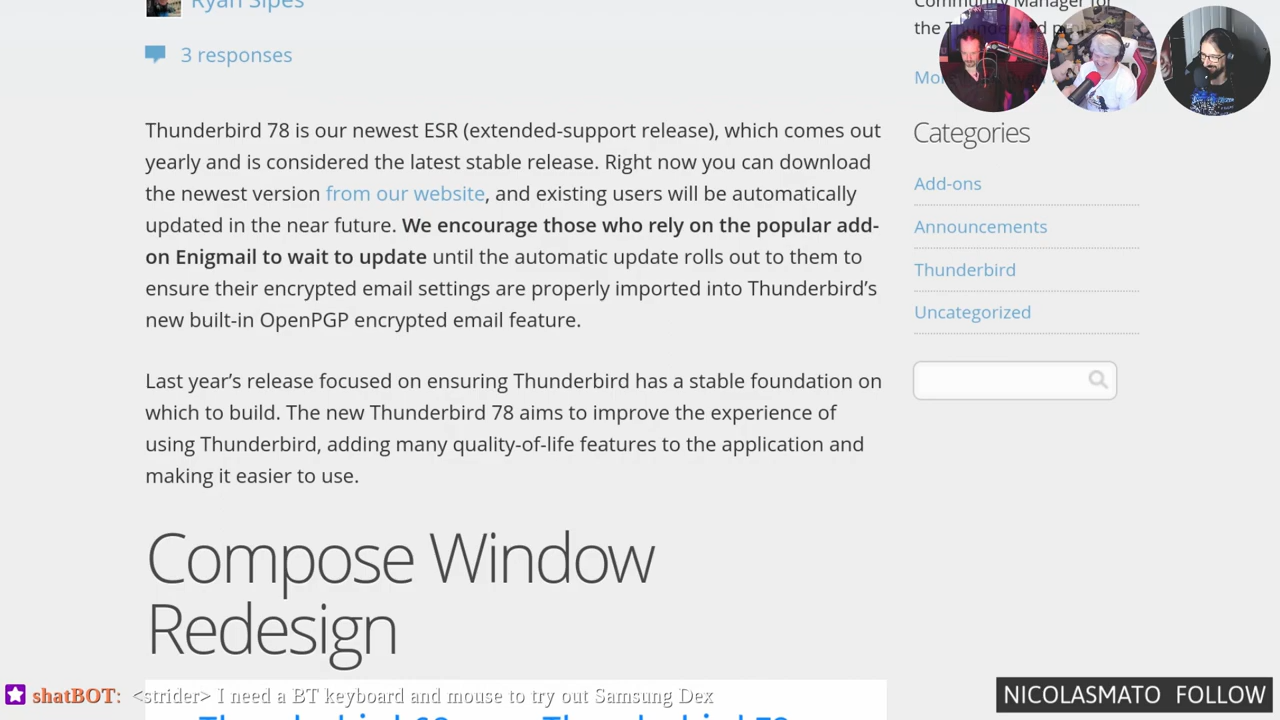 Ryan Sipes
3 responses
Thunderbird 78 is our newest ESR (extended-support release), which comes out
yearly and is considered the latest stable release. Right now you can download
the newest version from our website, and existing users will be automatically
updated in the near future. We encourage those who rely on the popular add-
on Enigmail to wait to update until the automatic update rolls out to them to
ensure their encrypted email settings are properly imported into Thunderbird’s
new built-in OpenPGP encrypted email feature.
Last year’s release focused on ensuring Thunderbird has a stable foundation on
which to build. The new Thunderbird 78 aims to improve the experience of
using Thunderbird, adding many quality-of-life features to the application and
making it easier to use.
Compose Window
Redesign
Community Manager for
the
Categories
Add-ons
Announcements
Thunderbird
Uncategorized
shatBOT: <strider> I need a BT keyboard and mouse to try out Samsung Dex
NICOLASMATO FOLLOW